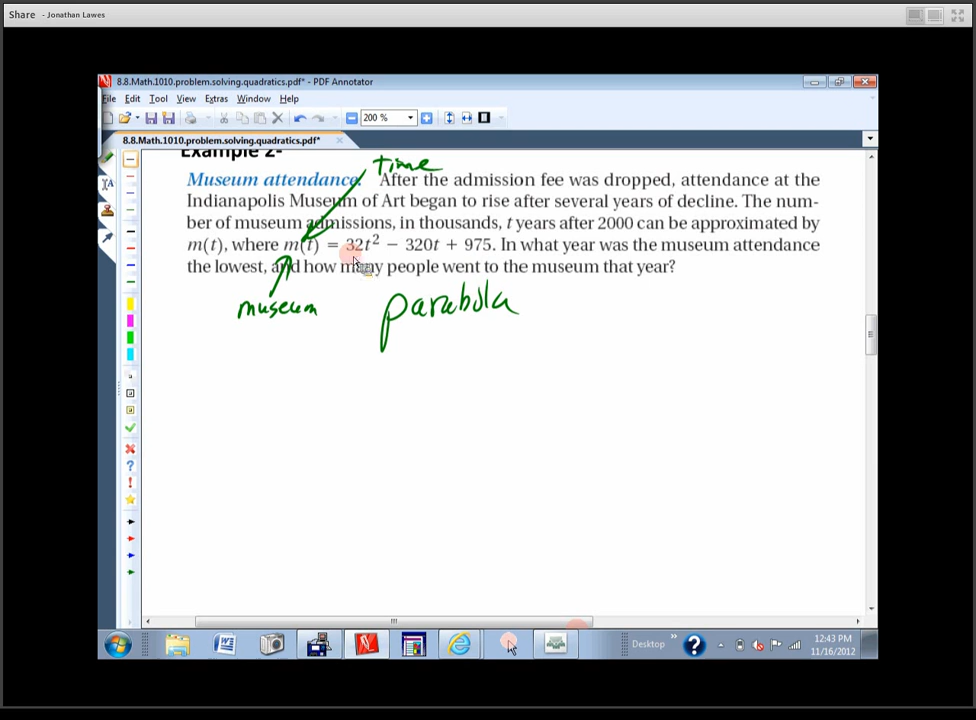 Share - Jonathan Lawes
8.8.Math.1010.problem.solving.quadratics.pdf* - PDF Annotator
File Edit Tool View Extras Window Help
200 %
8.8.Math.1010.problem.solving.quadratics.pdf*
Example 2-
time
Museum attendance. After the admission fee was dropped, attendance at the
Indianapolis Museum of Art began to rise after several years of decline. The num-
ber of museum admissions, in thousands, t years after 2000 can be approximated by
m(t), where m(t) = 32t² − 320t + 975. In what year was the museum attendance
the lowest, and how many people went to the museum that year?
museum
parabola
Desktop
12:43 PM
11/16/2012